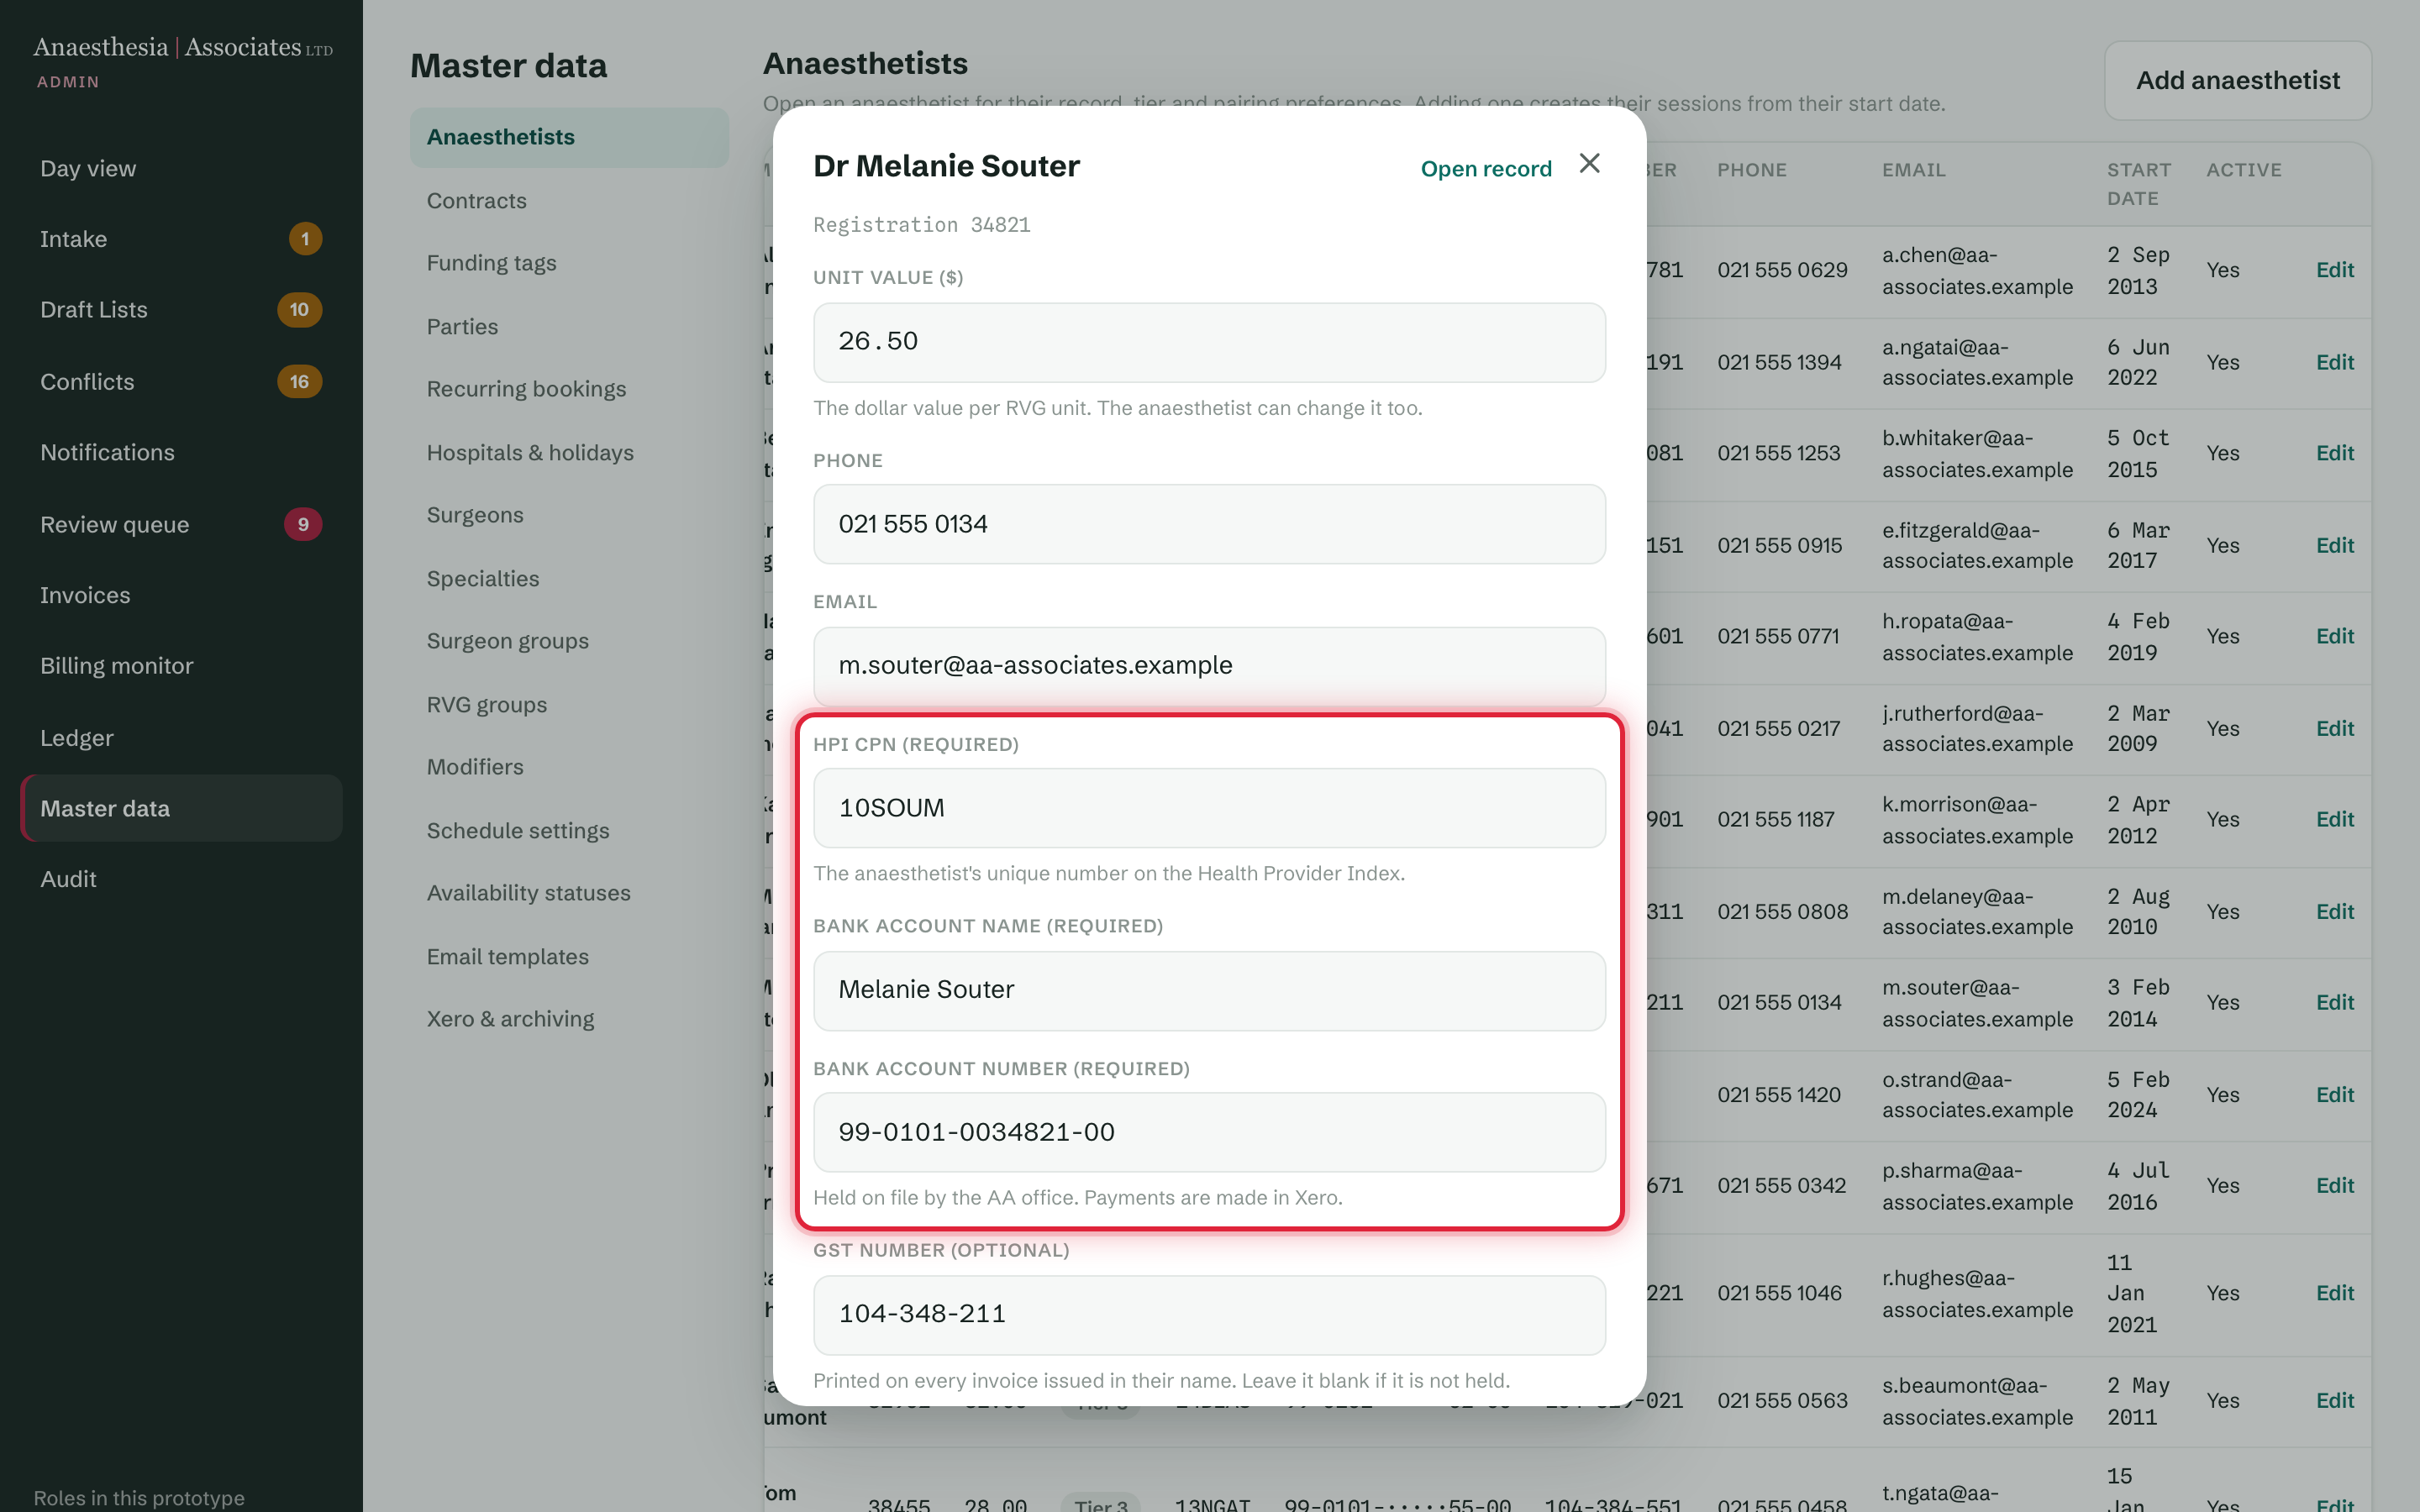 Anaesthesia | Associates LTD
ADMIN
Day view
Intake 1
Draft Lists 10
Conflicts 16
Notifications
Review queue 9
Invoices
Billing monitor
Ledger
Master data
Audit
Roles in this prototype
Master data
Anaesthetists
Contracts
Funding tags
Parties
Recurring bookings
Hospitals & holidays
Surgeons
Specialties
Surgeon groups
RVG groups
Modifiers
Schedule settings
Availability statuses
Email templates
Xero & archiving
Anaesthetists
Open an anaesthetist for their record, tier and pairing preferences. Adding one creates their sessions from their start date.
Add anaesthetist
Dr Melanie Souter
Open record
Registration 34821
UNIT VALUE ($)
26.50
The dollar value per RVG unit. The anaesthetist can change it too.
PHONE
021 555 0134
EMAIL
m.souter@aa-associates.example
HPI CPN (REQUIRED)
10SOUM
The anaesthetist's unique number on the Health Provider Index.
BANK ACCOUNT NAME (REQUIRED)
Melanie Souter
BANK ACCOUNT NUMBER (REQUIRED)
99-0101-0034821-00
Held on file by the AA office. Payments are made in Xero.
GST NUMBER (OPTIONAL)
104-348-211
Printed on every invoice issued in their name. Leave it blank if it is not held.
PHONE EMAIL START DATE ACTIVE
781 021 555 0629 a.chen@aa-associates.example 2 Sep 2013 Yes Edit
191 021 555 1394 a.ngatai@aa-associates.example 6 Jun 2022 Yes Edit
081 021 555 1253 b.whitaker@aa-associates.example 5 Oct 2015 Yes Edit
151 021 555 0915 e.fitzgerald@aa-associates.example 6 Mar 2017 Yes Edit
601 021 555 0771 h.ropata@aa-associates.example 4 Feb 2019 Yes Edit
041 021 555 0217 j.rutherford@aa-associates.example 2 Mar 2009 Yes Edit
901 021 555 1187 k.morrison@aa-associates.example 2 Apr 2012 Yes Edit
311 021 555 0808 m.delaney@aa-associates.example 2 Aug 2010 Yes Edit
211 021 555 0134 m.souter@aa-associates.example 3 Feb 2014 Yes Edit
021 555 1420 o.strand@aa-associates.example 5 Feb 2024 Yes Edit
671 021 555 0342 p.sharma@aa-associates.example 4 Jul 2016 Yes Edit
221 021 555 1046 r.hughes@aa-associates.example 11 Jan 2021 Yes Edit
umont -021 021 555 0563 s.beaumont@aa-associates.example 2 May 2011 Yes Edit
om 38455 28.00 Tier 3 13NGAT 99-0101-·····55-00 104-384-551 021 555 0458 t.ngata@aa- 15 Jan Yes Edit